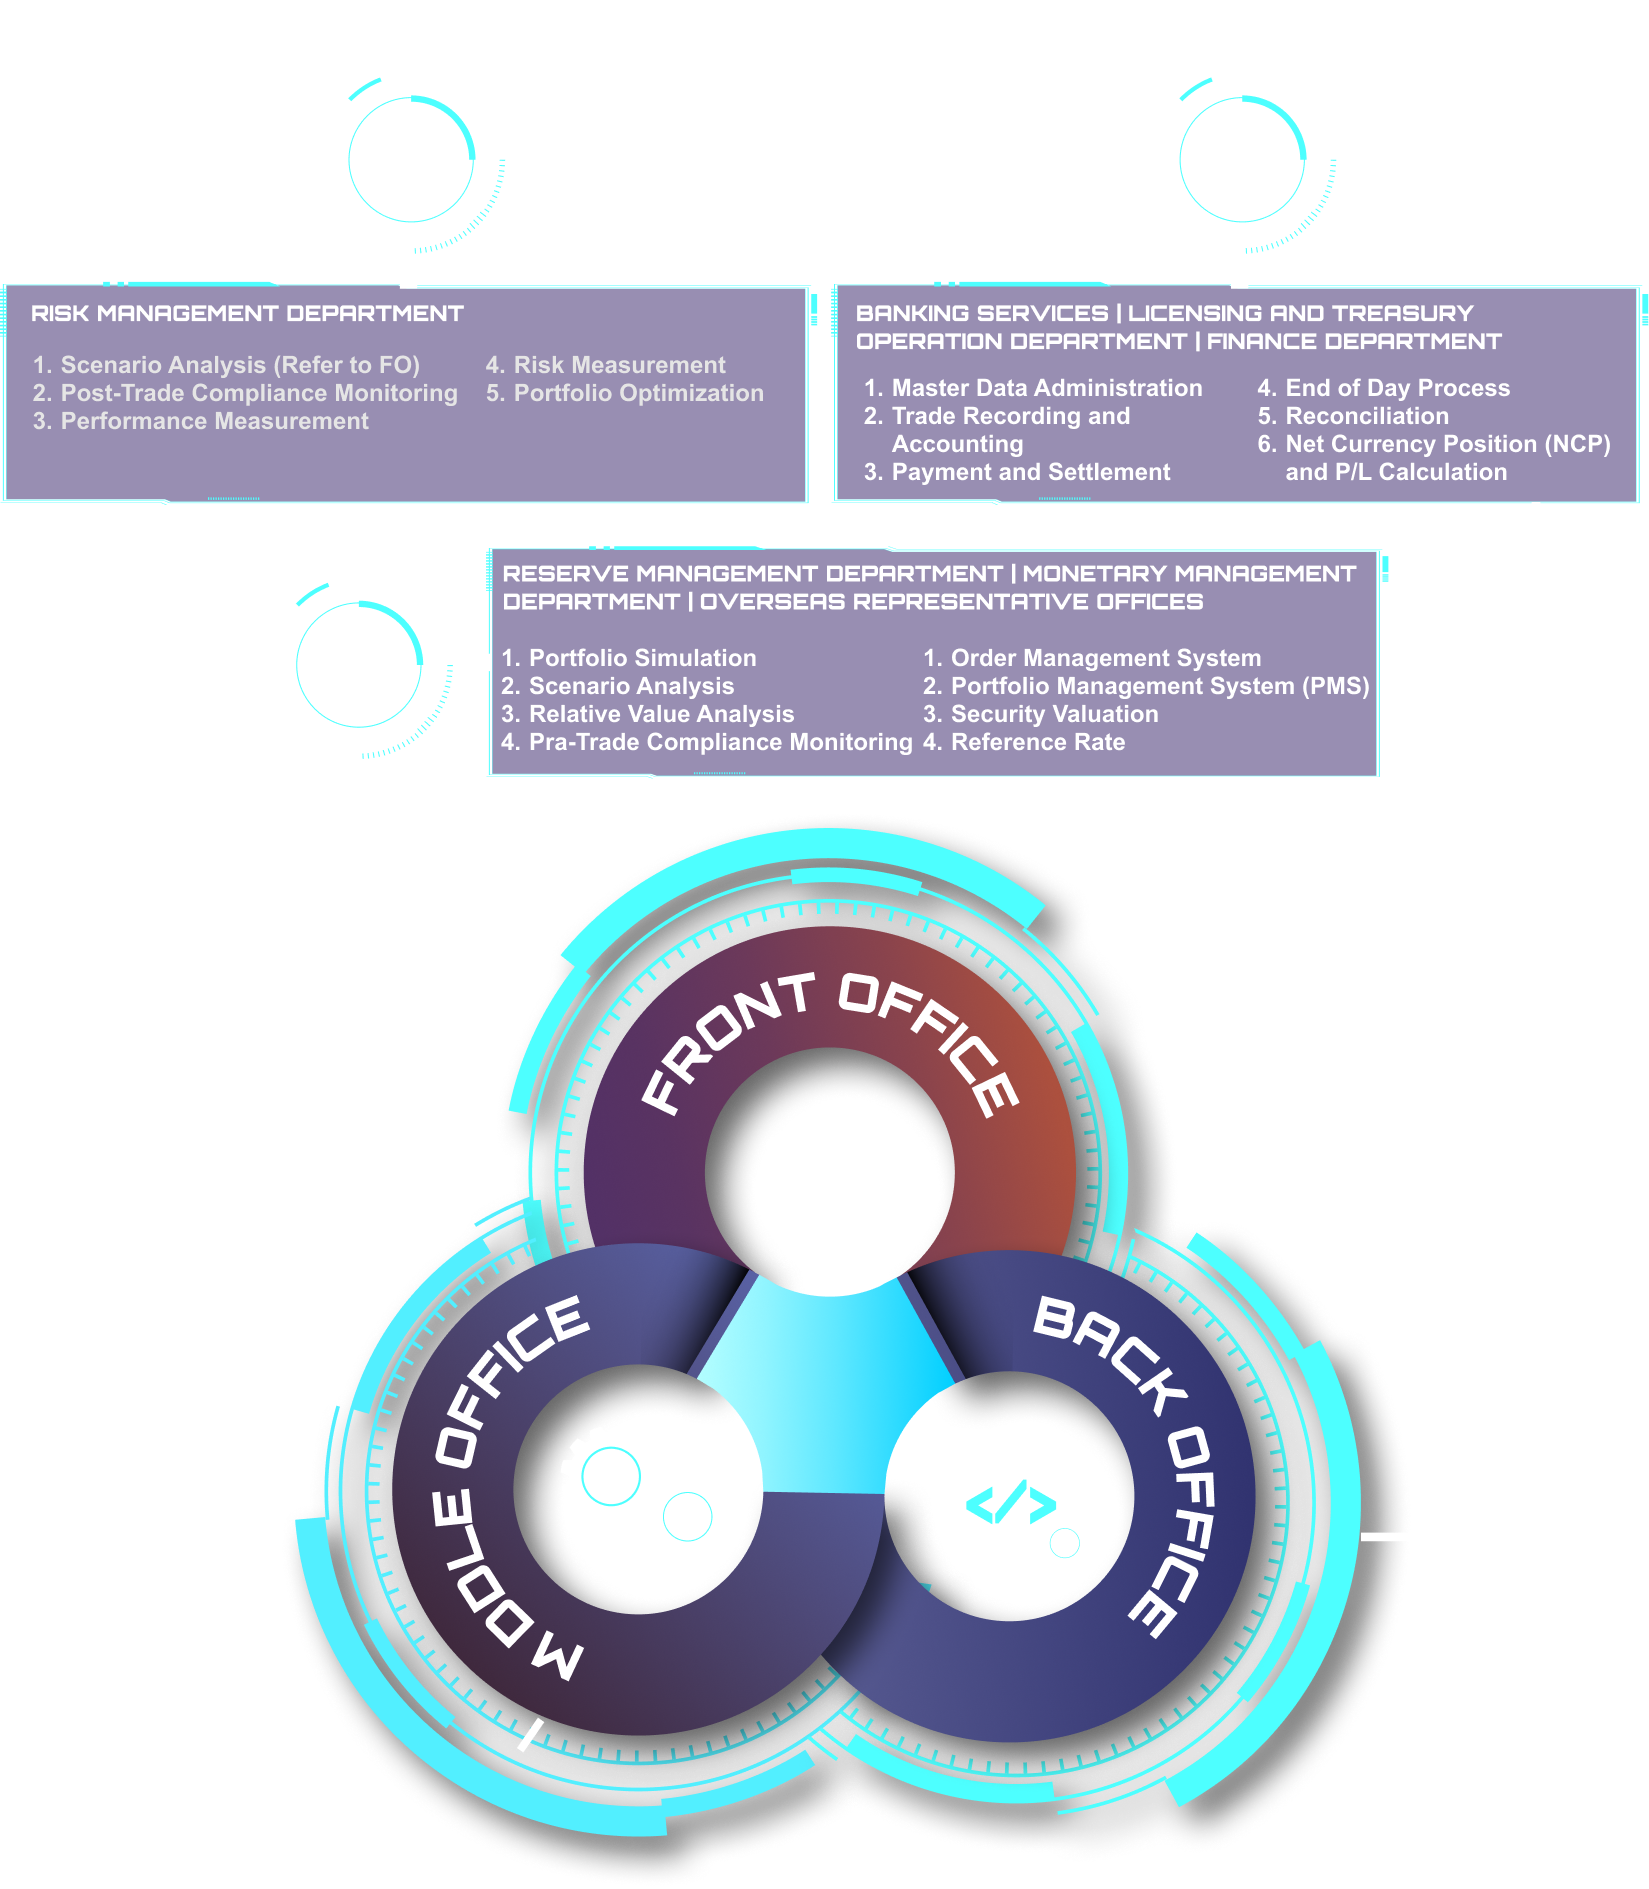 RISK MANAGEMENT DEPARTMENT
1. Scenario Analysis (Refer to FO)
2. Post-Trade Compliance Monitoring
3. Performance Measurement
4. Risk Measurement
5. Portfolio Optimization
BANKING SERVICES | LICENSING AND TREASURY
OPERATION DEPARTMENT | FINANCE DEPARTMENT
1. Master Data Administration
2. Trade Recording and
Accounting
3. Payment and Settlement
4. End of Day Process
5. Reconciliation
6. Net Currency Position (NCP)
and P/L Calculation
RESERVE MANAGEMENT DEPARTMENT | MONETARY MANAGEMENT
DEPARTMENT | OVERSEAS REPRESENTATIVE OFFICES
1. Portfolio Simulation
2. Scenario Analysis
3. Relative Value Analysis
4. Pra-Trade Compliance Monitoring
1. Order Management System
2. Portfolio Management System (PMS)
3. Security Valuation
4. Reference Rate
FRONT OFFICE
MODLE OFFICE
BACK OFFICE
</>